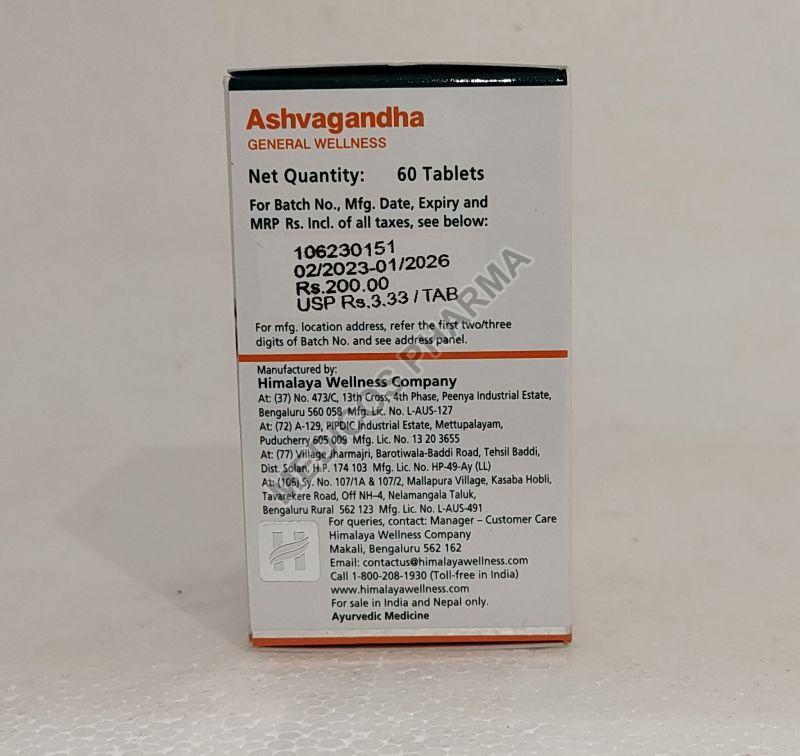 Ashvagandha
GENERAL WELLNESS
Net Quantity: 60 Tablets
For Batch No., Mfg. Date, Expiry and
MRP Rs. Incl. of all taxes, see below:
106230151
02/2023-01/2026
Rs.200.00
USP Rs.3.33 / TAB
For mfg. location address, refer the first two/three
digits of Batch No. and see address panel.
Manufactured by:
Himalaya Wellness Company
At: (37) No. 473/C, 13th Cross, 4th Phase, Peenya Industrial Estate,
Bengaluru 560 058 Mfg. Lic. No. L-AUS-127
At: (72) A-129, PIPDIC Industrial Estate, Mettupalayam,
Puducherry 605 009 Mfg. Lic. No. 13 20 3655
At: (77) Village Jharmajri, Barotiwala-Baddi Road, Tehsil Baddi,
Dist. Solan, H.P. 174 103 Mfg. Lic. No. HP-49-Ay (LL)
At: (106) Sy. No. 107/1A & 107/2, Mallapura Village, Kasaba Hobli,
Tavarekere Road, Off NH-4, Nelamangala Taluk,
Bengaluru Rural 562 123 Mfg. Lic. No. L-AUS-491
For queries, contact: Manager – Customer Care
Himalaya Wellness Company
Makali, Bengaluru 562 162
Email: contactus@himalayawellness.com
Call 1-800-208-1930 (Toll-free in India)
www.himalayawellness.com
For sale in India and Nepal only.
Ayurvedic Medicine
H
MEDICOS PHARMA